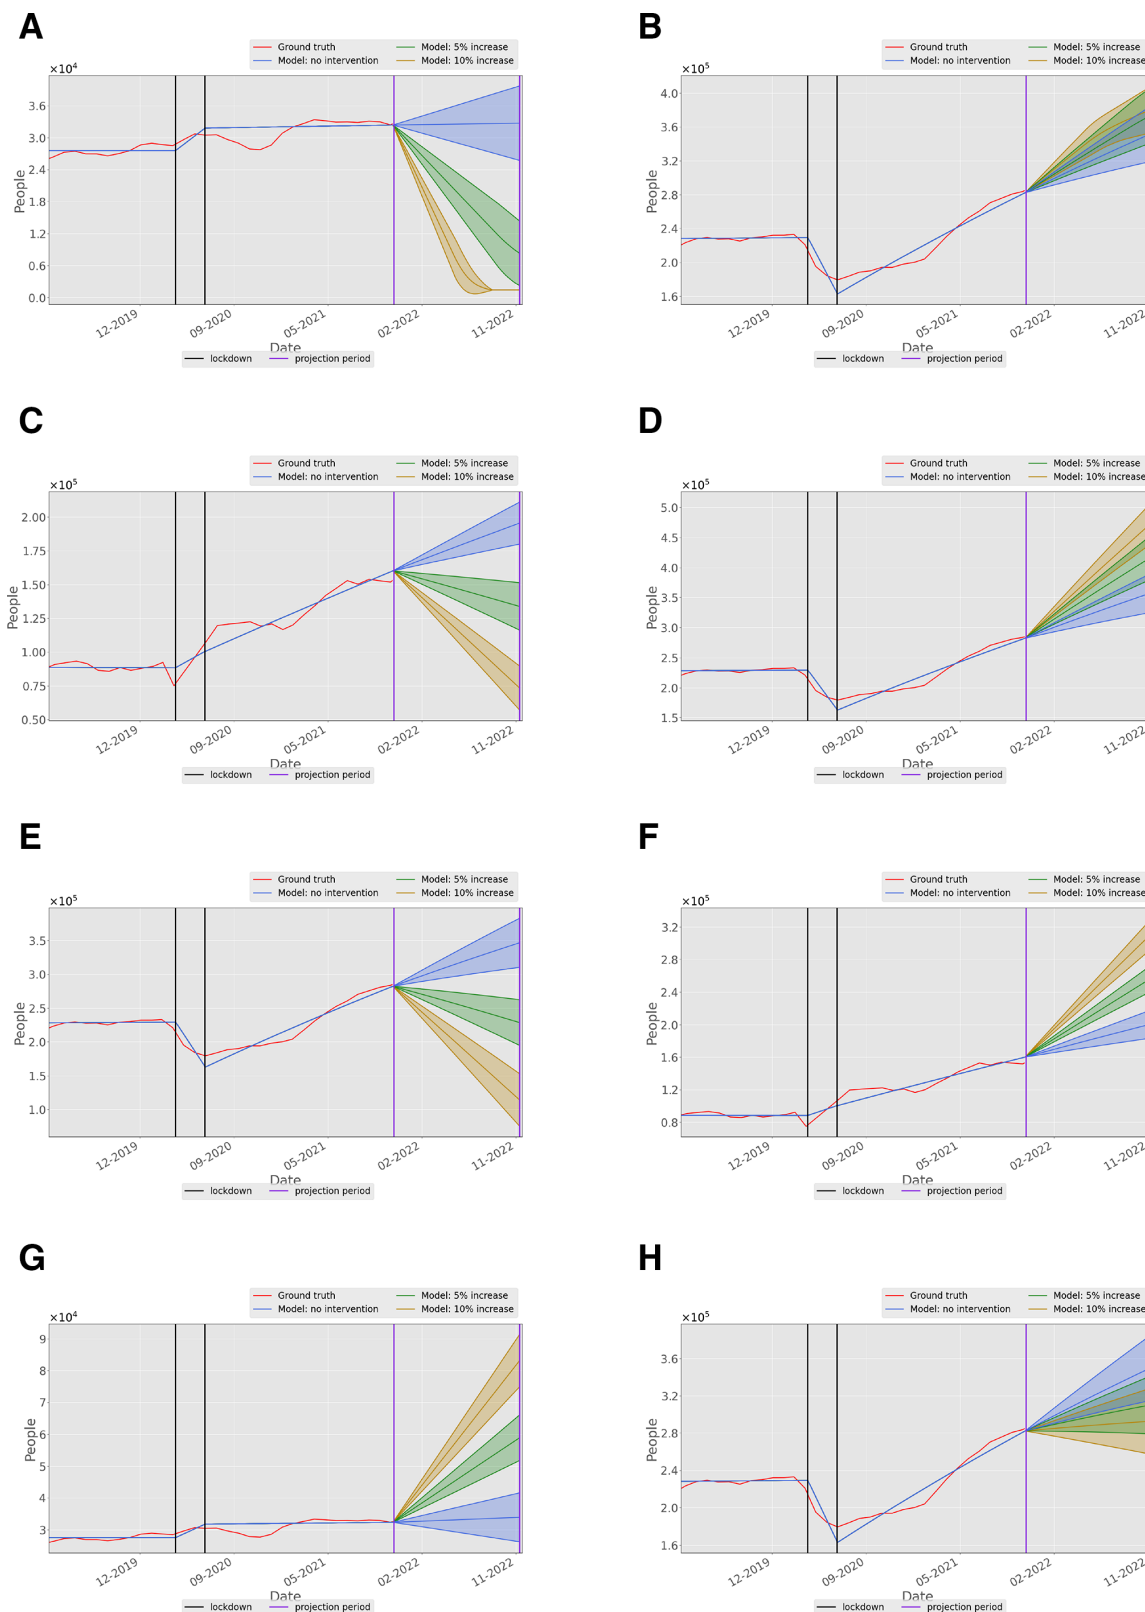 A
Ground truth Model: 5% increase
Model: no intervention Model: 10% increase
×10⁴
3.6
3.0
2.4
1.8
1.2
0.6
0.0
People
12-2019 09-2020 05-2021 02-2022 11-2022
Date
lockdown projection period
B
Ground truth Model: 5% increase
Model: no intervention Model: 10% increase
×10⁵
4.0
3.6
3.2
2.8
2.4
2.0
1.6
People
12-2019 09-2020 05-2021 02-2022 11-2022
Date
lockdown projection period
C
Ground truth Model: 5% increase
Model: no intervention Model: 10% increase
×10⁵
2.00
1.75
1.50
1.25
1.00
0.75
0.50
People
12-2019 09-2020 05-2021 02-2022 11-2022
Date
lockdown projection period
D
Ground truth Model: 5% increase
Model: no intervention Model: 10% increase
×10⁵
5.0
4.5
4.0
3.5
3.0
2.5
2.0
1.5
People
12-2019 09-2020 05-2021 02-2022 11-2022
Date
lockdown projection period
E
Ground truth Model: 5% increase
Model: no intervention Model: 10% increase
×10⁵
3.5
3.0
2.5
2.0
1.5
1.0
People
12-2019 09-2020 05-2021 02-2022 11-2022
Date
lockdown projection period
F
Ground truth Model: 5% increase
Model: no intervention Model: 10% increase
×10⁵
3.2
2.8
2.4
2.0
1.6
1.2
0.8
People
12-2019 09-2020 05-2021 02-2022 11-2022
Date
lockdown projection period
G
Ground truth Model: 5% increase
Model: no intervention Model: 10% increase
×10⁴
9
8
7
6
5
4
3
People
12-2019 09-2020 05-2021 02-2022 11-2022
Date
lockdown projection period
H
Ground truth Model: 5% increase
Model: no intervention Model: 10% increase
×10⁵
3.6
3.2
2.8
2.4
2.0
1.6
People
12-2019 09-2020 05-2021 02-2022 11-2022
Date
lockdown projection period